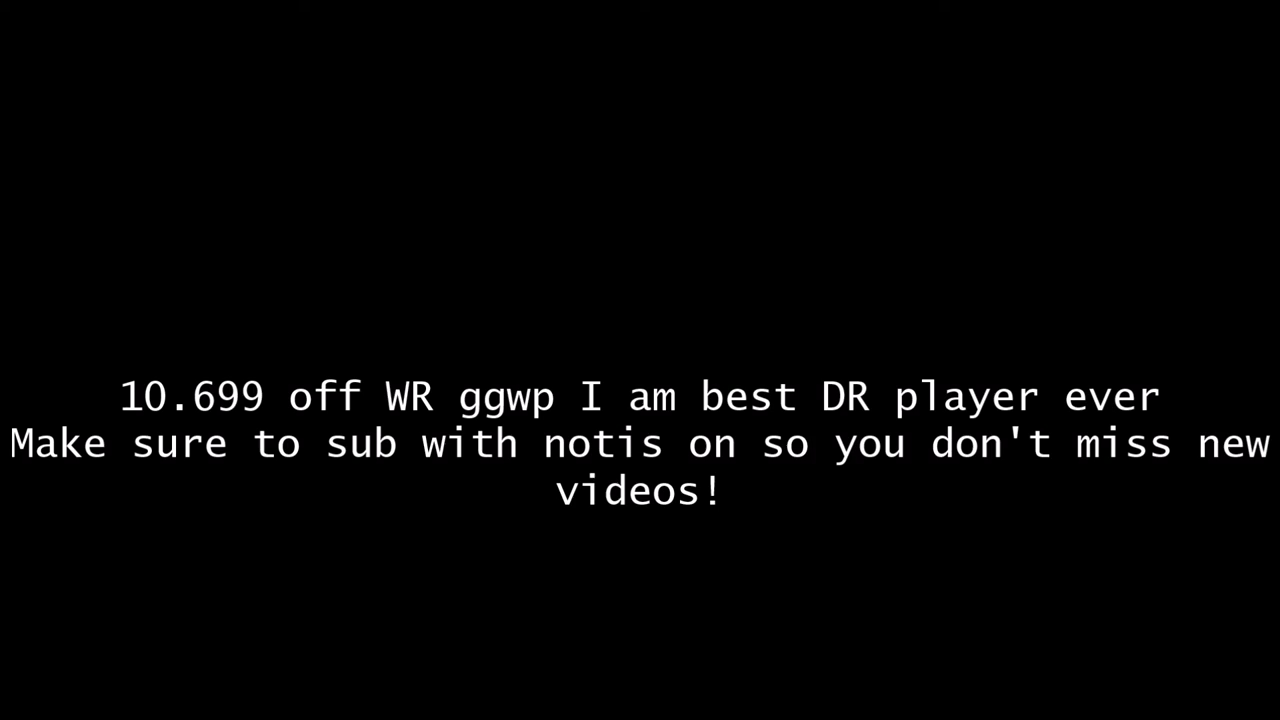 10.699 off WR ggwp I am best DR player ever
Make sure to sub with notis on so you don't miss new
videos!